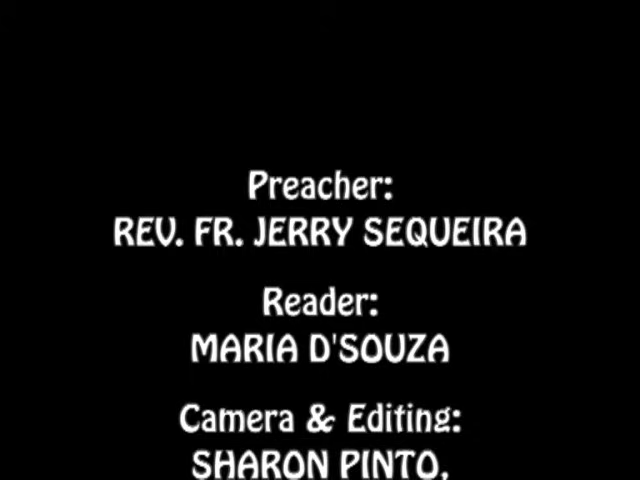 Preacher:
REV. FR. JERRY SEQUEIRA
Reader:
MARIA D'SOUZA
Camera & Editing:
SHARON PINTO,